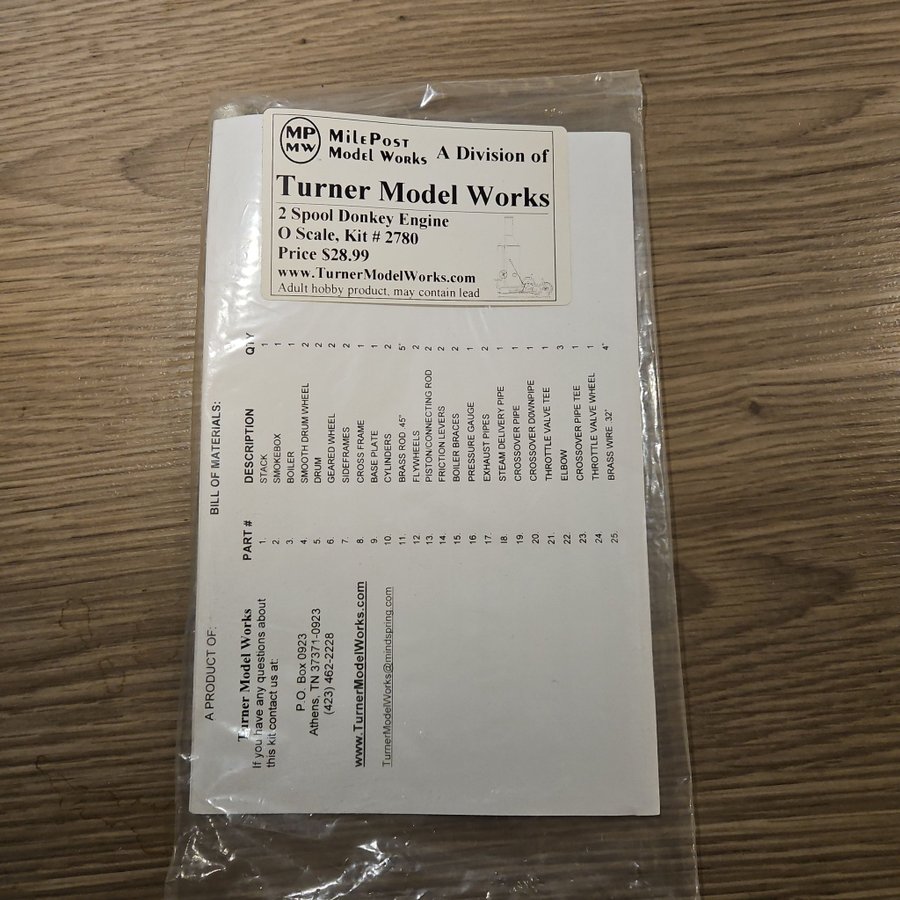 MP
MW
MilePost
Model Works
A Division of
Turner Model Works
2 Spool Donkey Engine
O Scale, Kit # 2780
Price $28.99
www.TurnerModelWorks.com
Adult hobby product, may contain lead
A PRODUCT OF:
Turner Model Works
If you have any questions about
this kit contact us at:
P.O. Box 0923
Athens, TN 37371-0923
(423) 462-2228
www.TurnerModelWorks.com
TurnerModelWorks@mindspring.com
BILL OF MATERIALS:
PART # DESCRIPTION QTY
1. STACK 1
2. SMOKEBOX 1
3. BOILER 1
4. SMOOTH DRUM WHEEL 2
5. DRUM 2
6. GEARED WHEEL 2
7. SIDEFRAMES 2
8. CROSS FRAME 1
9. BASE PLATE 1
10. CYLINDERS 2
11. BRASS ROD .45" 5"
12. FLYWHEELS 2
13. PISTON/CONNECTING ROD 2
14. FRICTION LEVERS 2
15. BOILER BRACES 2
16. PRESSURE GAUGE 1
17. EXHAUST PIPES 2
18. STEAM DELIVERY PIPE 1
19. CROSSOVER PIPE 1
20. CROSSOVER DOWNPIPE 1
21. THROTTLE VALVE TEE 1
22. ELBOW 3
23. CROSSOVER PIPE TEE 1
24. THROTTLE VALVE WHEEL 1
25. BRASS WIRE .32" 4"